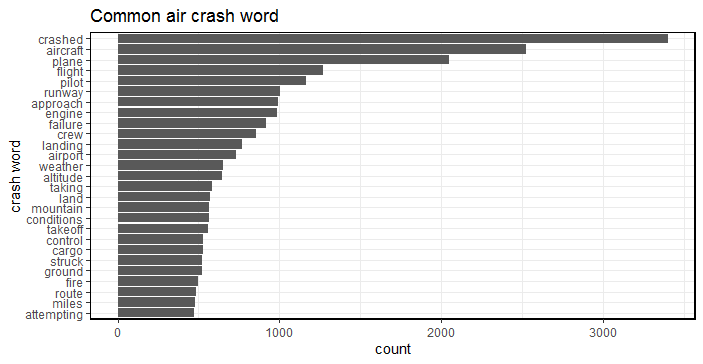 Common air crash word
crashed
aircraft
plane
flight
pilot
runway
approach
engine
failure
crew
landing
airport
weather
altitude
taking
land
mountain
conditions
takeoff
control
cargo
struck
ground
fire
route
miles
attempting
crash word
0 1000 2000 3000
count